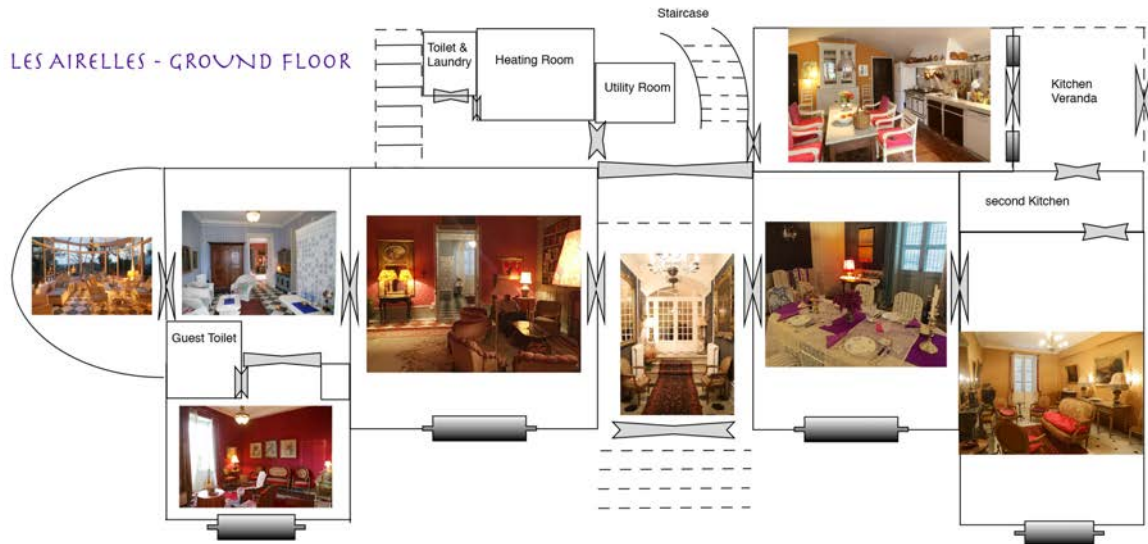 LES AIRELLES - GROUND FLOOR
Toilet &
Laundry
Heating Room
Utility Room
Staircase
Kitchen
Veranda
second Kitchen
Guest Toilet